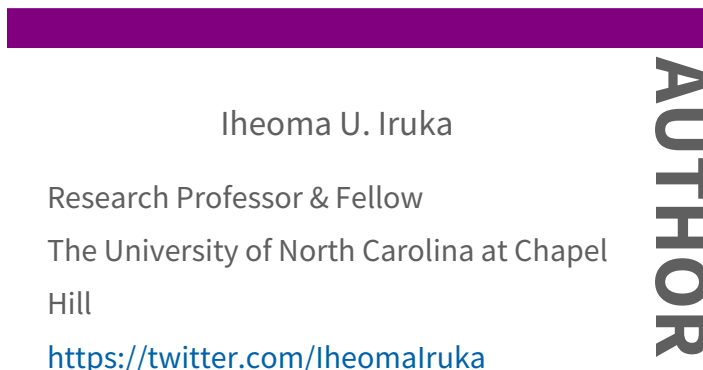 Iheoma U. Iruka
Research Professor & Fellow
The University of North Carolina at Chapel
Hill
https://twitter.com/IheomaIruka
AUTHOR